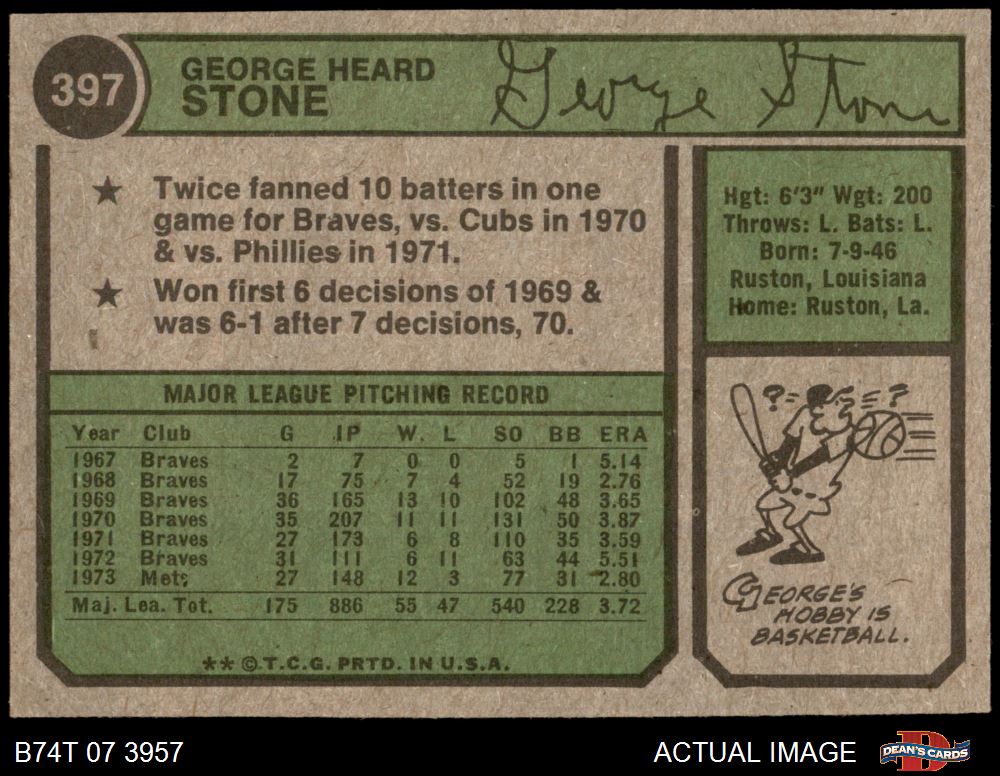 397
GEORGE HEARD
STONE
George Stone
★ Twice fanned 10 batters in one
game for Braves, vs. Cubs in 1970
& vs. Phillies in 1971.
★ Won first 6 decisions of 1969 &
was 6-1 after 7 decisions, 70.
Hgt: 6'3" Wgt: 200
Throws: L. Bats: L.
Born: 7-9-46
Ruston, Louisiana
Home: Ruston, La.
MAJOR LEAGUE PITCHING RECORD
Year Club G IP W. L SO BB ERA
1967 Braves 2 7 0 0 5 1 5.14
1968 Braves 17 75 7 4 52 19 2.76
1969 Braves 36 165 13 10 102 48 3.65
1970 Braves 35 207 11 11 131 50 3.87
1971 Braves 27 173 6 8 110 35 3.59
1972 Braves 31 111 6 11 63 44 5.51
1973 Mets 27 148 12 3 77 31 2.80
Maj. Lea. Tot. 175 886 55 47 540 228 3.72
** © T.C.G. PRTD. IN U.S.A.
? = = ?
GEORGE'S
HOBBY IS
BASKETBALL.
B74T 07 3957
ACTUAL IMAGE
D
DEAN'S CARDS